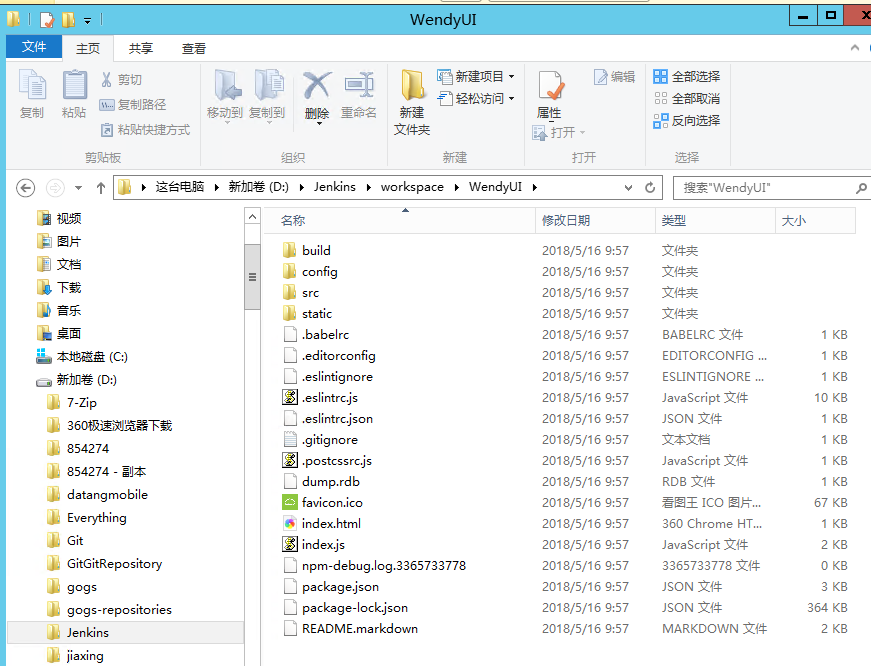 WendyUI
文件 主页 共享 查看
复制
粘贴
剪切
复制路径
粘贴快捷方式
剪贴板
移动到 复制到 删除 重命名
组织
新建
文件夹
新建项目
轻松访问
新建
属性
打开
编辑
打开
全部选择
全部取消
反向选择
选择
这台电脑 新加卷 (D:) Jenkins workspace WendyUI
搜索"WendyUI"
视频
图片
文档
下载
音乐
桌面
本地磁盘 (C:)
新加卷 (D:)
7-Zip
360极速浏览器下载
854274
854274 - 副本
datangmobile
Everything
Git
GitGitRepository
gogs
gogs-repositories
Jenkins
jiaxing
名称 修改日期 类型 大小
build 2018/5/16 9:57 文件夹
config 2018/5/16 9:57 文件夹
src 2018/5/16 9:57 文件夹
static 2018/5/16 9:57 文件夹
.babelrc 2018/5/16 9:57 BABELRC 文件 1 KB
.editorconfig 2018/5/16 9:57 EDITORCONFIG ... 1 KB
.eslintignore 2018/5/16 9:57 ESLINTIGNORE ... 1 KB
.eslintrc.js 2018/5/16 9:57 JavaScript 文件 10 KB
.eslintrc.json 2018/5/16 9:57 JSON 文件 1 KB
.gitignore 2018/5/16 9:57 文本文档 1 KB
.postcssrc.js 2018/5/16 9:57 JavaScript 文件 1 KB
dump.rdb 2018/5/16 9:57 RDB 文件 1 KB
favicon.ico 2018/5/16 9:57 看图王 ICO 图片... 67 KB
index.html 2018/5/16 9:57 360 Chrome HT... 1 KB
index.js 2018/5/16 9:57 JavaScript 文件 2 KB
npm-debug.log.3365733778 2018/5/16 9:57 3365733778 文件 0 KB
package.json 2018/5/16 9:57 JSON 文件 3 KB
package-lock.json 2018/5/16 9:57 JSON 文件 364 KB
README.markdown 2018/5/16 9:57 MARKDOWN 文件 2 KB